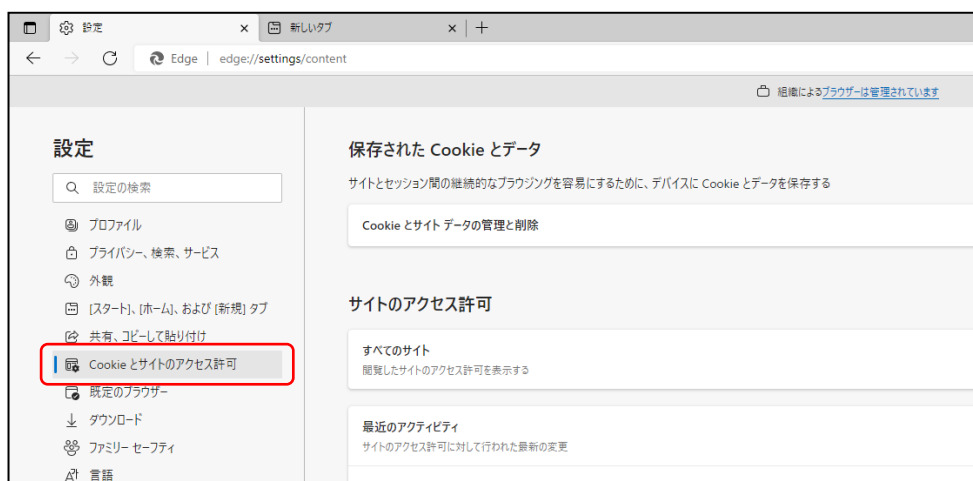 設定
新しいタブ
Edge | edge://settings/content
組織によるブラウザーは管理されています
設定
設定の検索
プロファイル
プライバシー、検索、サービス
外観
[スタート]、[ホーム]、および [新規] タブ
共有、コピーして貼り付け
Cookie とサイトのアクセス許可
既定のブラウザー
ダウンロード
ファミリー セーフティ
言語
保存された Cookie とデータ
サイトとセッション間の継続的なブラウジングを容易にするために、デバイスに Cookie とデータを保存する
Cookie とサイト データの管理と削除
サイトのアクセス許可
すべてのサイト
閲覧したサイトのアクセス許可を表示する
最近のアクティビティ
サイトのアクセス許可に対して行われた最新の変更